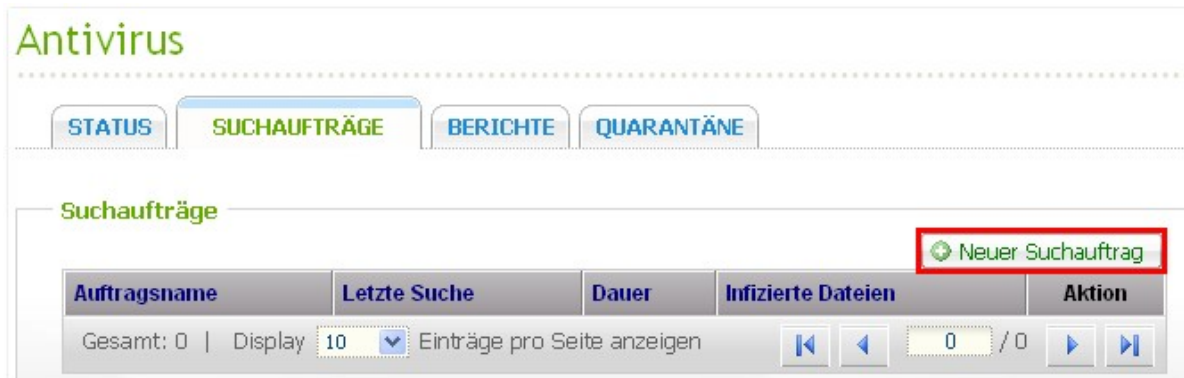 Antivirus
STATUS SUCHAUFTRÄGE BERICHTE QUARANTÄNE
Suchaufträge
Neuer Suchauftrag
Auftragsname Letzte Suche Dauer Infizierte Dateien Aktion
Gesamt: 0 | Display 10 Einträge pro Seite anzeigen 0 / 0